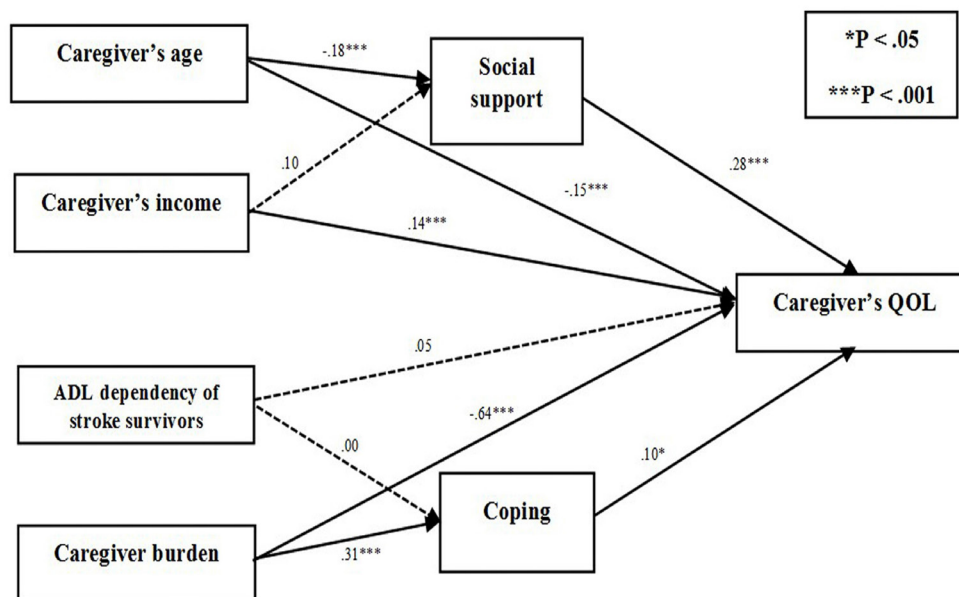 Caregiver’s age
-.18***
Social
support
*P < .05
***P < .001
.10
.28***
Caregiver’s income
-.15***
.14***
Caregiver’s QOL
.05
ADL dependency of
stroke survivors
-.64***
.00
.10*
Coping
Caregiver burden
.31***